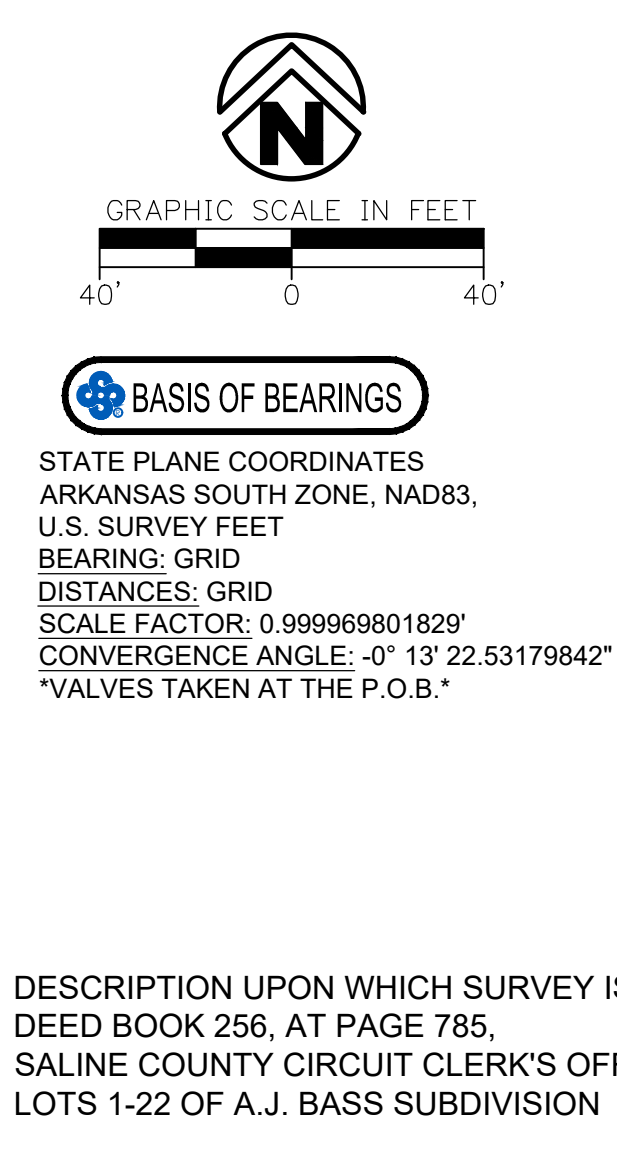 N
GRAPHIC SCALE IN FEET
40' 0 40'
BASIS OF BEARINGS
STATE PLANE COORDINATES
ARKANSAS SOUTH ZONE, NAD83,
U.S. SURVEY FEET
BEARING: GRID
DISTANCES: GRID
SCALE FACTOR: 0.999969801829'
CONVERGENCE ANGLE: -0° 13' 22.53179842"
*VALVES TAKEN AT THE P.O.B.*
DESCRIPTION UPON WHICH SURVEY IS
DEED BOOK 256, AT PAGE 785,
SALINE COUNTY CIRCUIT CLERK'S OFF
LOTS 1-22 OF A.J. BASS SUBDIVISION